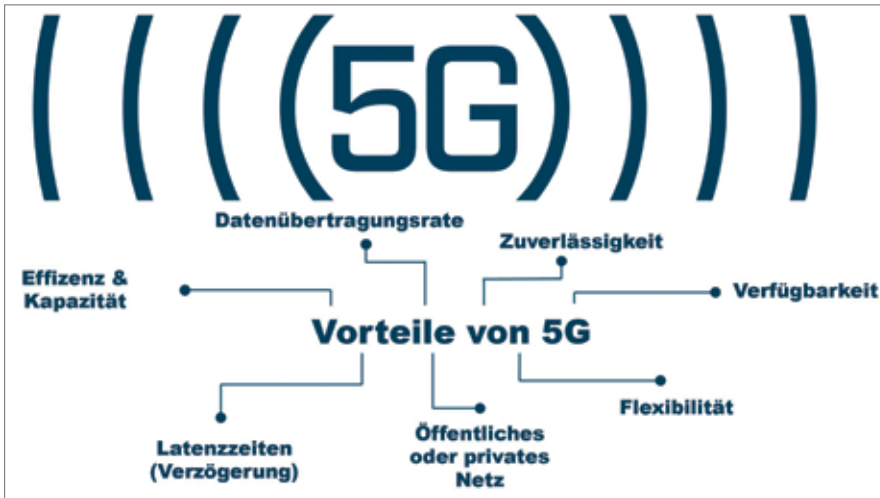 5G
Datenübertragungsrate
Zuverlässigkeit
Effizenz &
Kapazität
Verfügbarkeit
Vorteile von 5G
Flexibilität
Latenzzeiten
(Verzögerung)
Öffentliches
oder privates
Netz